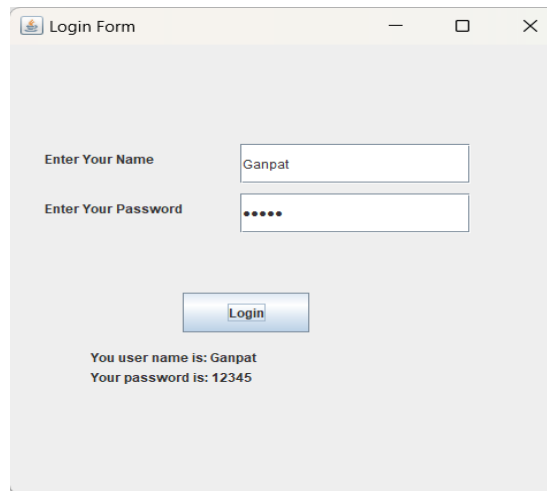 Login Form
Enter Your Name
Ganpat
Enter Your Password
•••••
Login
You user name is: Ganpat
Your password is: 12345